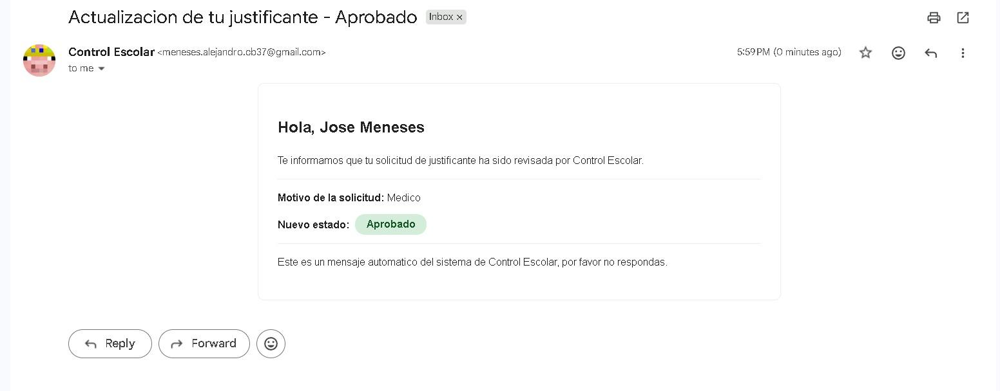 Actualizacion de tu justificante - Aprobado Inbox ×
Control Escolar <meneses.alejandro.cb37@gmail.com> 5:59 PM (0 minutes ago)
to me
Hola, Jose Meneses
Te informamos que tu solicitud de justificante ha sido revisada por Control Escolar.
Motivo de la solicitud: Medico
Nuevo estado: Aprobado
Este es un mensaje automatico del sistema de Control Escolar, por favor no respondas.
Reply Forward